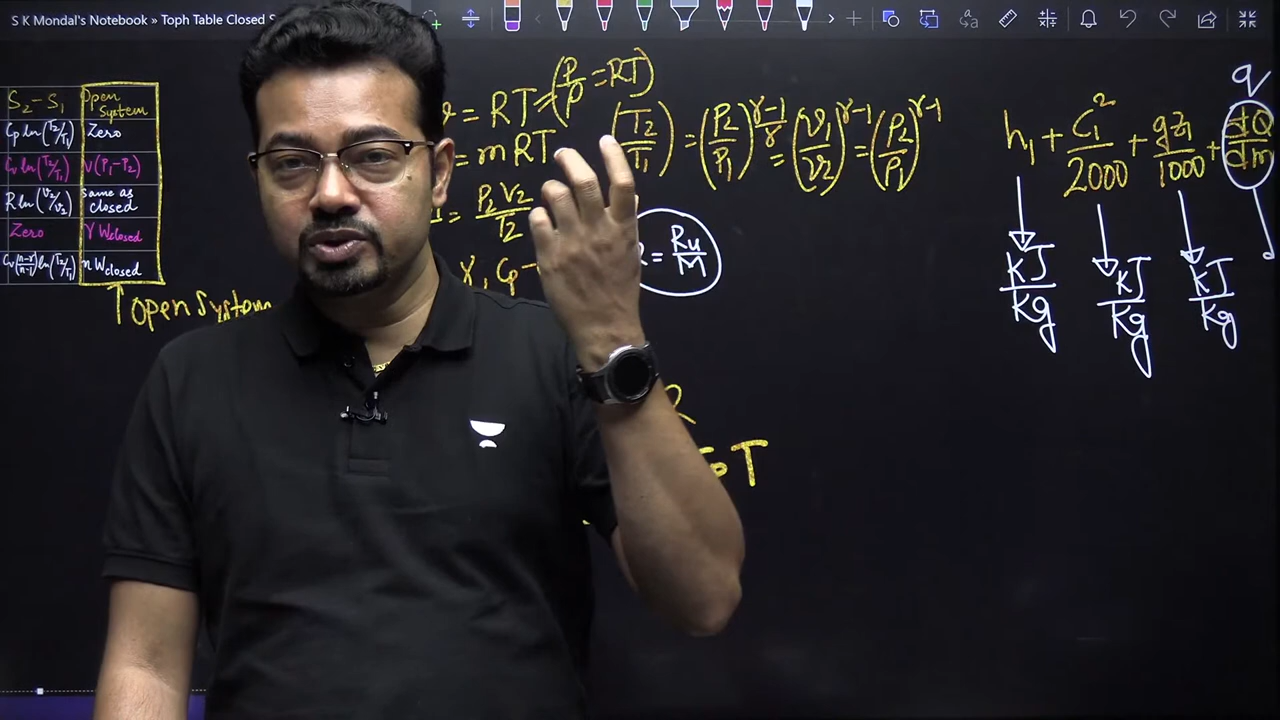 S K Mondal's Notebook » Toph Table Closed S
S₂-S₁ Open System
Cp ln(T₂/T₁) Zero
Cv ln(T₂/T₁) V(P₁-P₂)
R ln(V₂/V₁) same as closed
Zero γ Wclosed
Cv(n-γ/n-1) ln(T₂/T₁) n Wclosed
↑ open System
= RT ⇒ (P/ρ = RT)
= mRT
= P₂V₂/T₂
γ, Cp
(T₂/T₁) = (P₂/P₁)^(γ-1/γ) = (v₁/v₂)^(γ-1) = (ρ₂/ρ₁)^(γ-1)
= Ru/M
T
q
h₁ + C₁²/2000 + gz₁/1000 + dQ/dm
kJ/kg kJ/kg kJ/kg